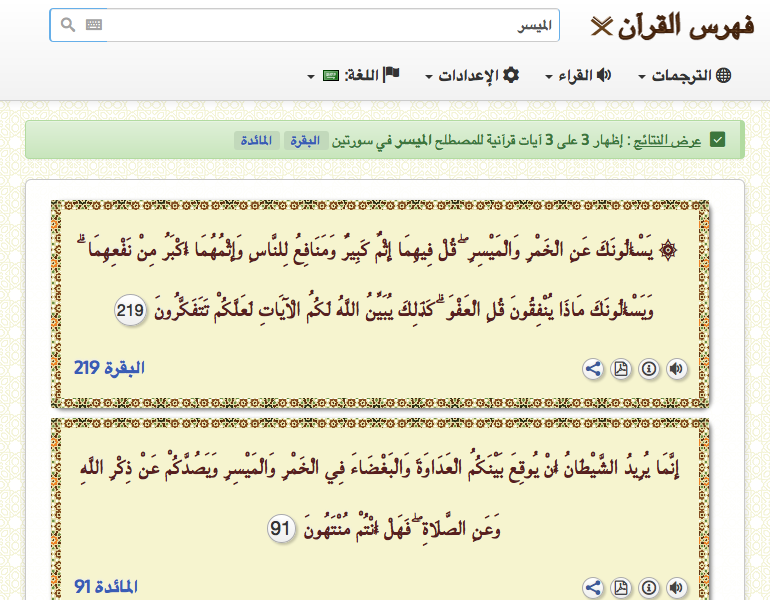 فهرس القرآن
الميسر
الترجمات
القراء
الإعدادات
اللغة:
عرض النتائج : إظهار 3 على 3 آيات قرآنية للمصطلح الميسر في سورتين البقرة المائدة
۞ يَسْأَلُونَكَ عَنِ الْخَمْرِ وَالْمَيْسِرِ ۖ قُلْ فِيهِمَا إِثْمٌ كَبِيرٌ وَمَنَافِعُ لِلنَّاسِ وَإِثْمُهُمَا أَكْبَرُ مِنْ نَفْعِهِمَا ۗ
وَيَسْأَلُونَكَ مَاذَا يُنْفِقُونَ قُلِ الْعَفْوَ ۗ كَذَٰلِكَ يُبَيِّنُ اللَّهُ لَكُمُ الْآيَاتِ لَعَلَّكُمْ تَتَفَكَّرُونَ 219
البقرة 219
إِنَّمَا يُرِيدُ الشَّيْطَانُ أَنْ يُوقِعَ بَيْنَكُمُ الْعَدَاوَةَ وَالْبَغْضَاءَ فِي الْخَمْرِ وَالْمَيْسِرِ وَيَصُدَّكُمْ عَنْ ذِكْرِ اللَّهِ
وَعَنِ الصَّلَاةِ ۖ فَهَلْ أَنْتُمْ مُنْتَهُونَ 91
المائدة 91